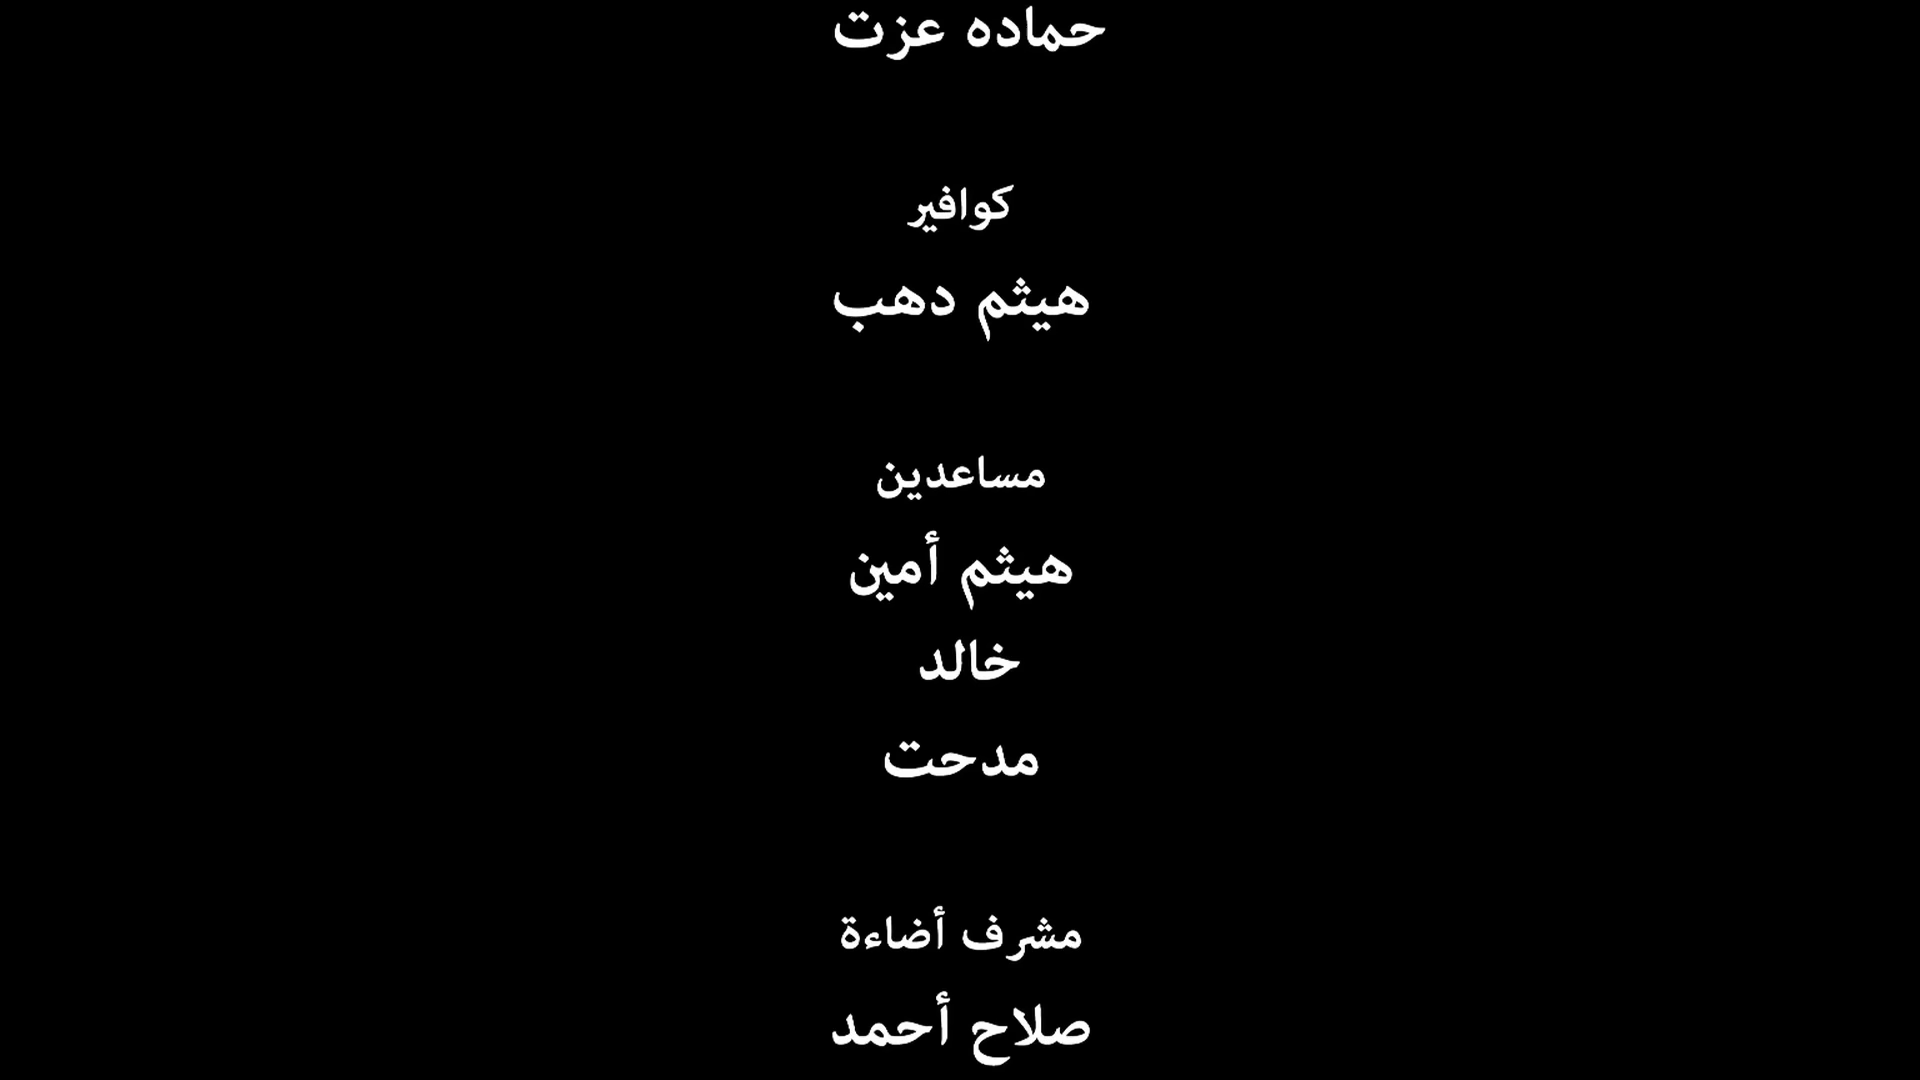 حماده عزت
كوافير
هيثم دهب
مساعدين
هيثم أمين
خالد
مدحت
مشرف أضاءة
صلاح أحمد